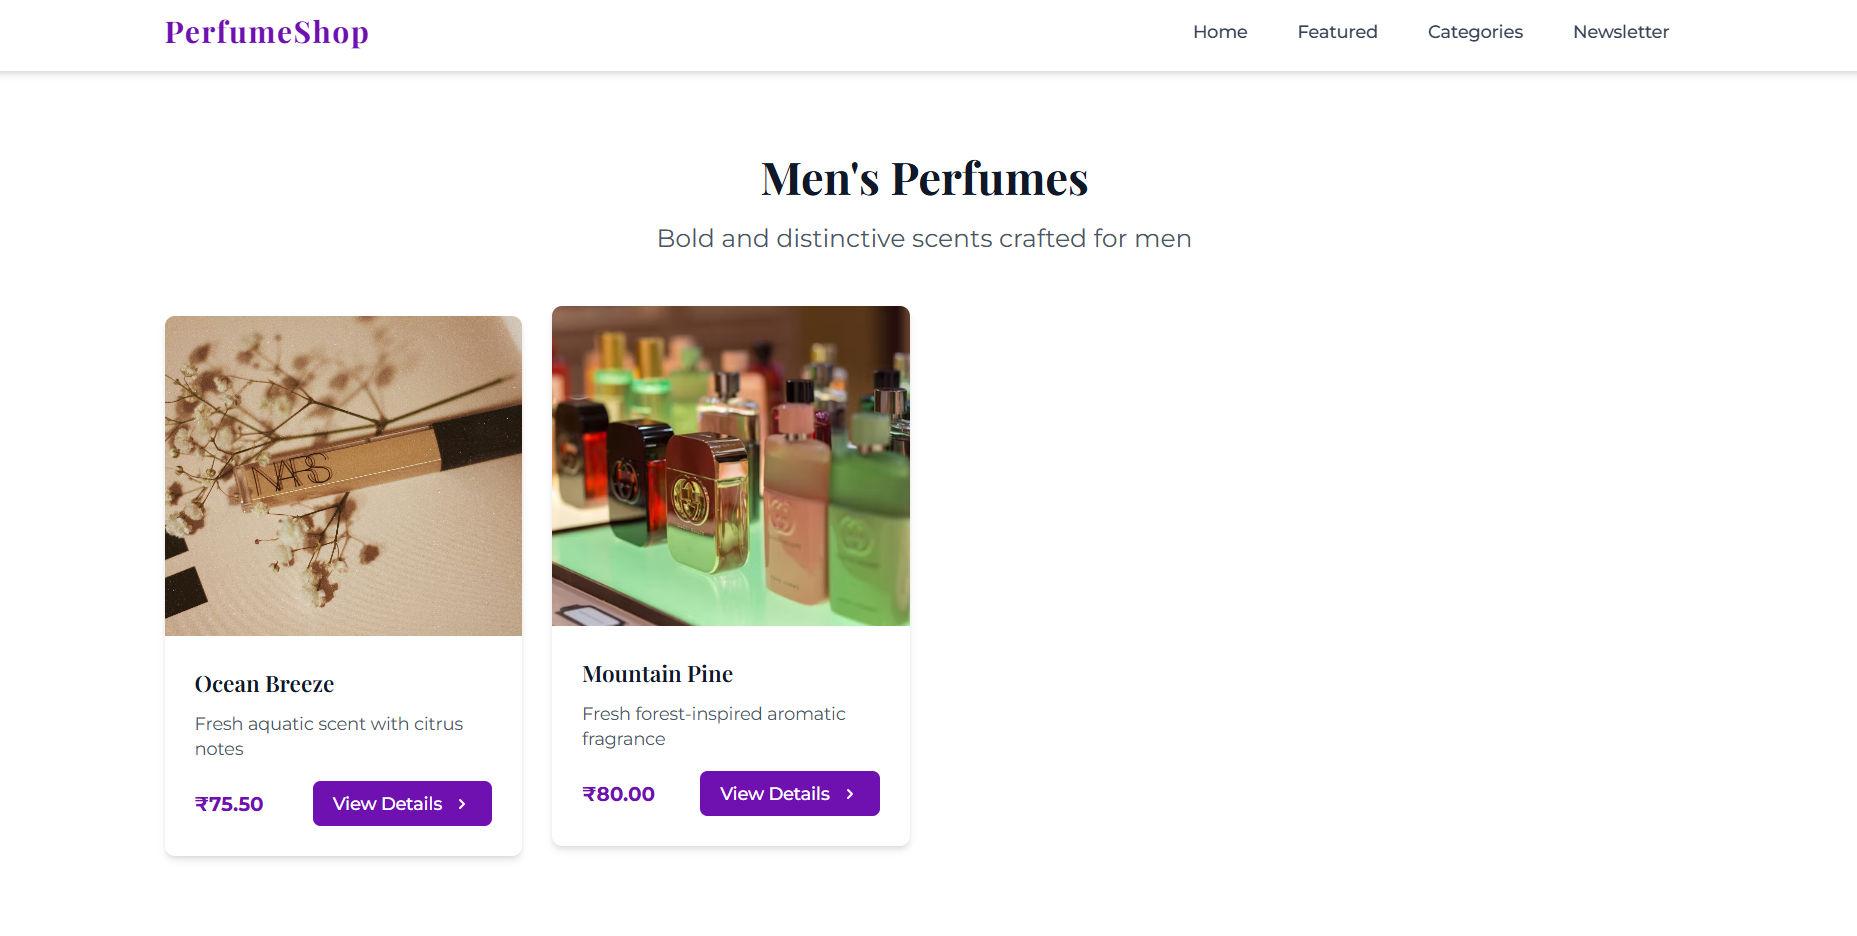 PerfumeShop
Home Featured Categories Newsletter
Men's Perfumes
Bold and distinctive scents crafted for men
NARS
Ocean Breeze
Fresh aquatic scent with citrus
notes
₹75.50
View Details
Mountain Pine
Fresh forest-inspired aromatic
fragrance
₹80.00
View Details